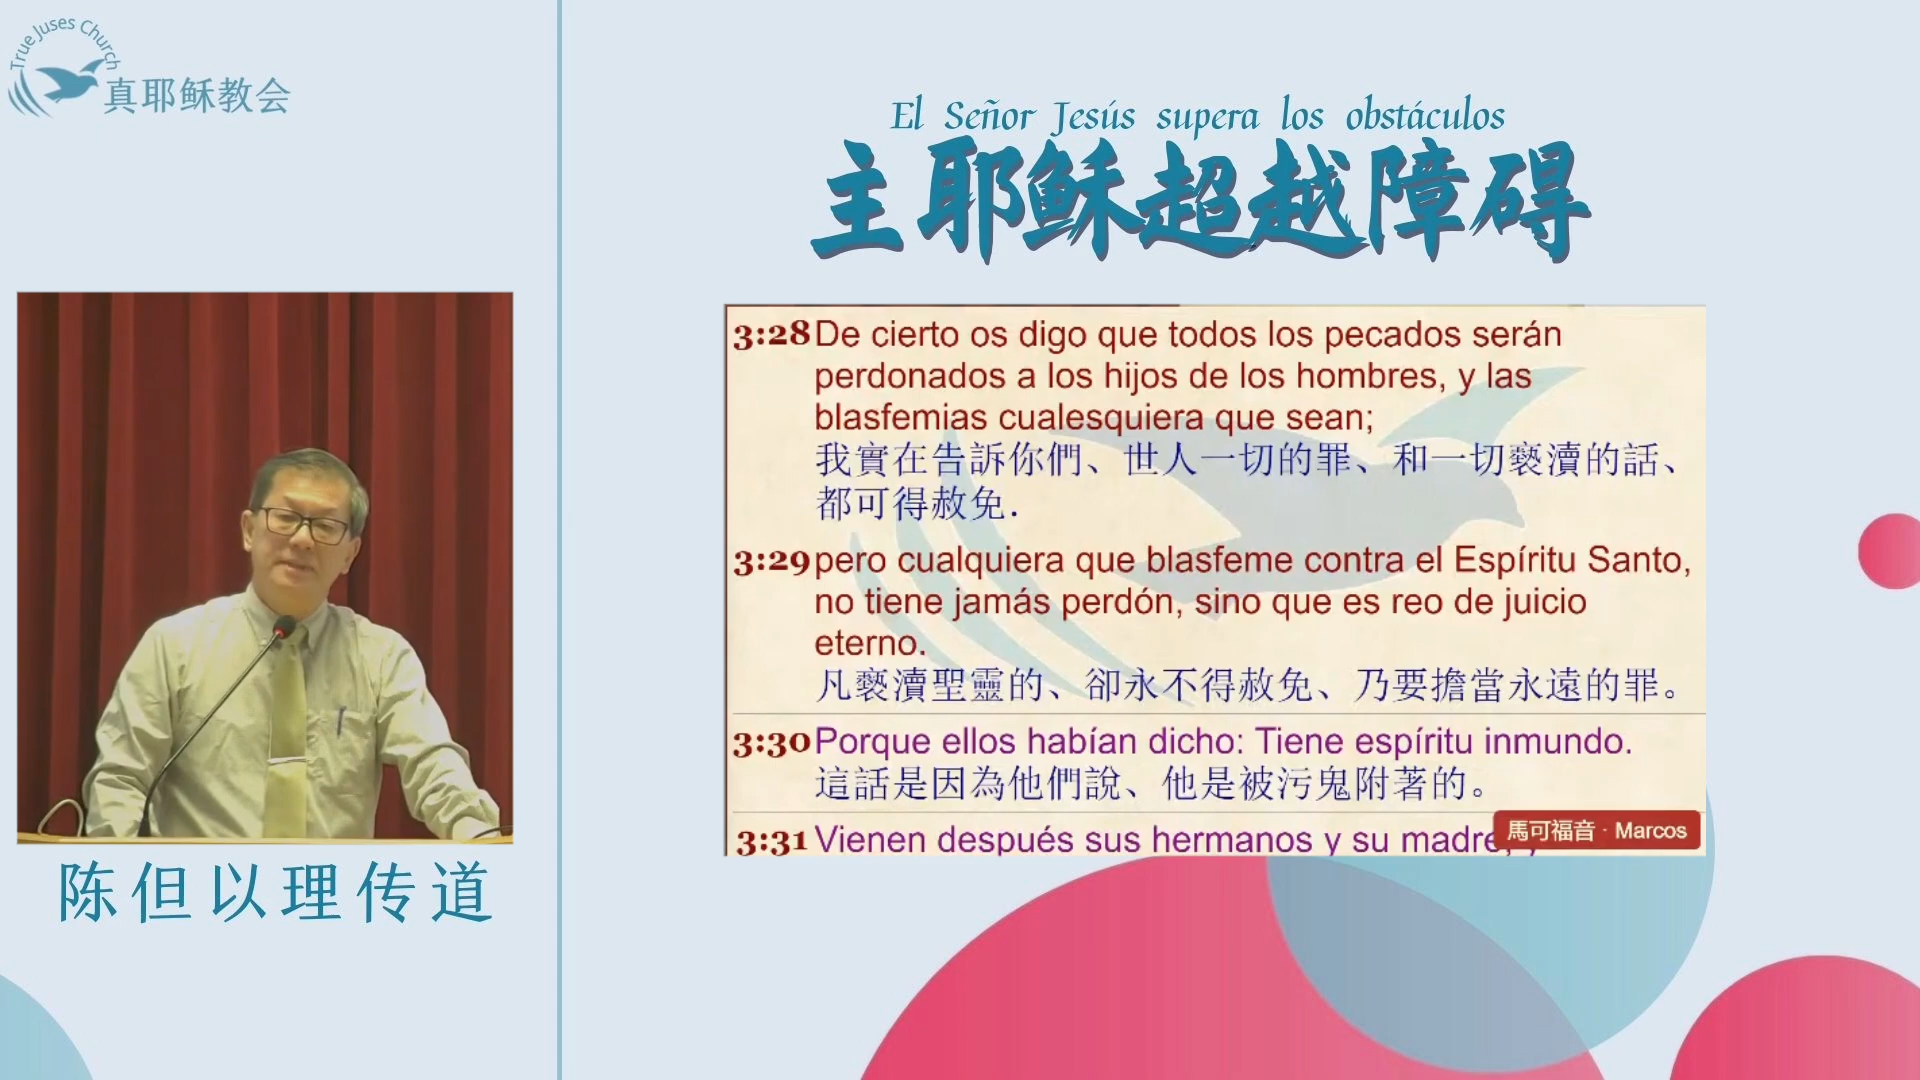 True Juses Church
真耶稣教会
El Señor Jesús supera los obstáculos
主耶稣超越障碍
3:28 De cierto os digo que todos los pecados serán
perdonados a los hijos de los hombres, y las
blasfemias cualesquiera que sean;
我實在告訴你們、世人一切的罪、和一切褻瀆的話、
都可得赦免.
3:29 pero cualquiera que blasfeme contra el Espíritu Santo,
no tiene jamás perdón, sino que es reo de juicio
eterno.
凡褻瀆聖靈的、卻永不得赦免、乃要擔當永遠的罪。
3:30 Porque ellos habían dicho: Tiene espíritu inmundo.
這話是因為他們說、他是被污鬼附著的。
3:31 Vienen después sus hermanos y su madre, y
馬可福音 · Marcos
陈但以理传道